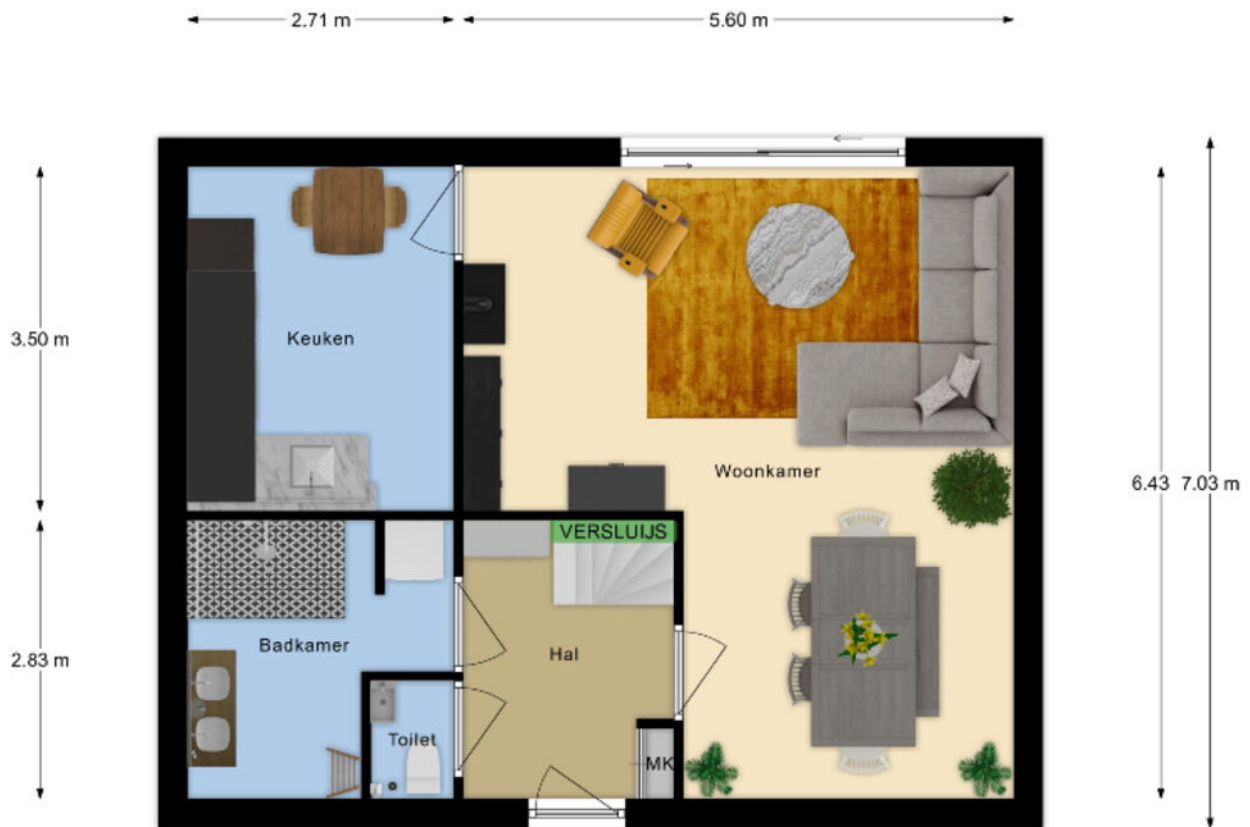 2.71 m
5.60 m
3.50 m
Keuken
Woonkamer
6.43
7.03 m
VERSLUIJS
2.83 m
Badkamer
Hal
Toilet
MK